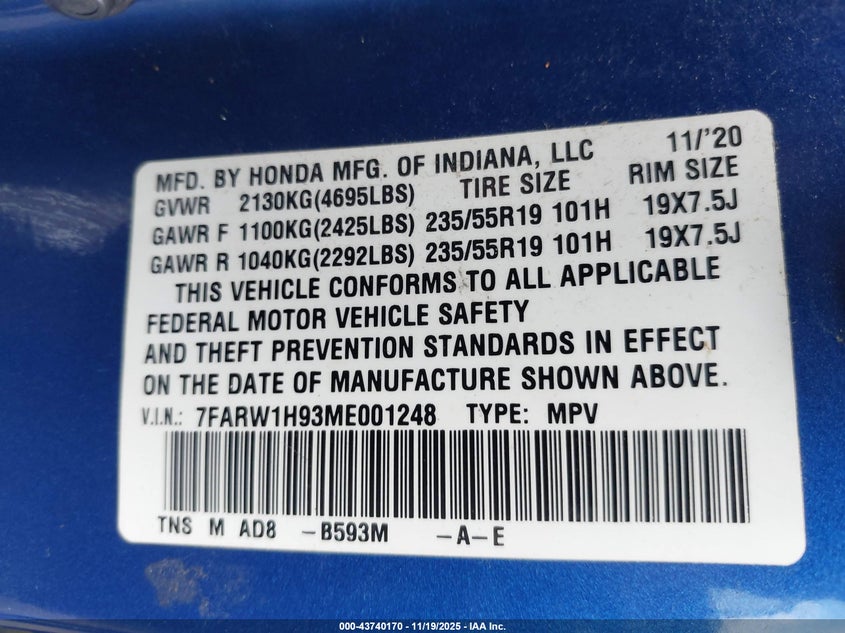 11/'20
MFD. BY HONDA MFG. OF INDIANA, LLC
GVWR 2130KG(4695LBS) TIRE SIZE RIM SIZE
GAWR F 1100KG(2425LBS) 235/55R19 101H 19X7.5J
GAWR R 1040KG(2292LBS) 235/55R19 101H 19X7.5J
THIS VEHICLE CONFORMS TO ALL APPLICABLE
FEDERAL MOTOR VEHICLE SAFETY
AND THEFT PREVENTION STANDARDS IN EFFECT
ON THE DATE OF MANUFACTURE SHOWN ABOVE.
V.I.N.: 7FARW1H93ME001248 TYPE: MPV
TNS M AD8 -B593M -A-E
000-43740170 - 11/19/2025 - IAA Inc.